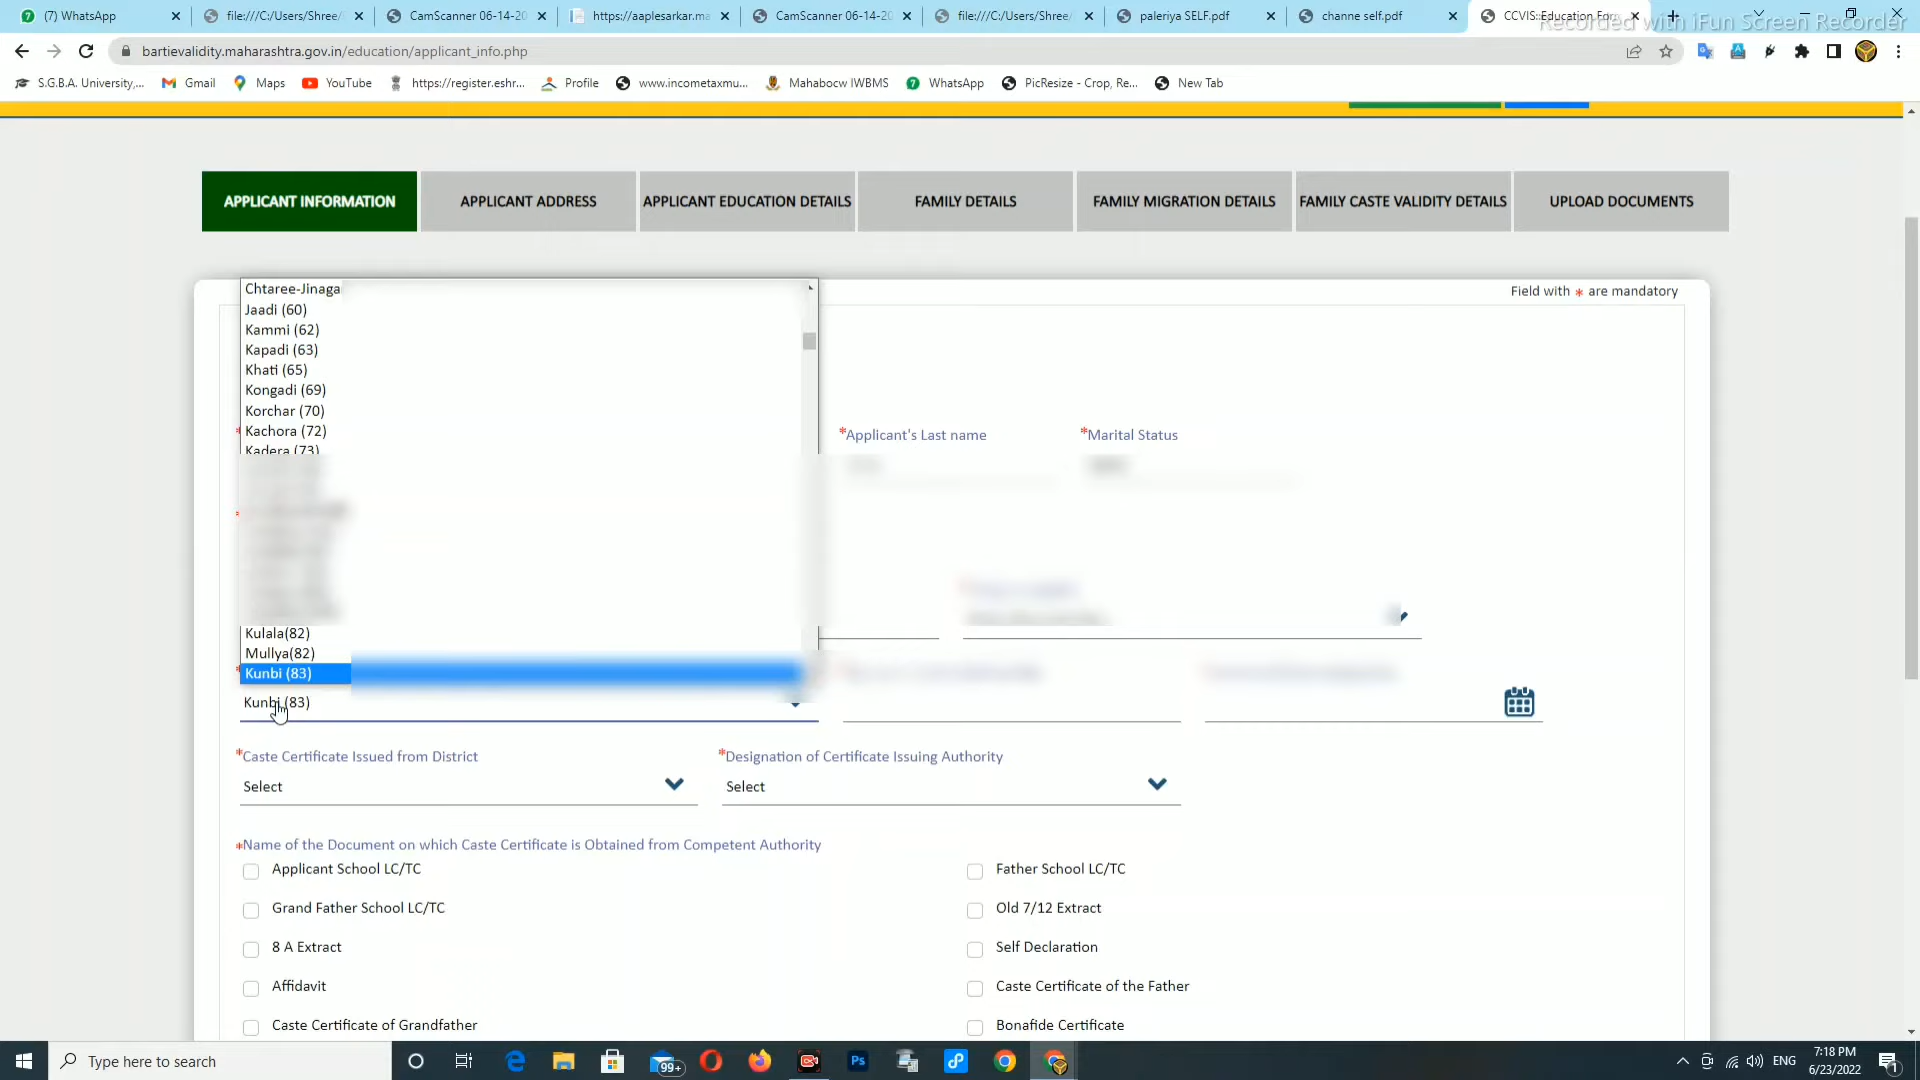 Recorded with iFun Screen Recorder
(7) WhatsApp
file:///C:/Users/Shree/
CamScanner 06-14-20
https://aaplesarkar.ma
CamScanner 06-14-20
file:///C:/Users/Shree/
paleriya SELF.pdf
channe self.pdf
CCVIS::Education For
bartievalidity.maharashtra.gov.in/education/applicant_info.php
S.G.B.A. University,...
Gmail
Maps
YouTube
https://register.eshr...
Profile
www.incometaxmu...
Mahabocw IWBMS
WhatsApp
PicResize - Crop, Re...
New Tab
APPLICANT INFORMATION
APPLICANT ADDRESS
APPLICANT EDUCATION DETAILS
FAMILY DETAILS
FAMILY MIGRATION DETAILS
FAMILY CASTE VALIDITY DETAILS
UPLOAD DOCUMENTS
Field with * are mandatory
Chtaree-Jinaga
Jaadi (60)
Kammi (62)
Kapadi (63)
Khati (65)
Kongadi (69)
Korchar (70)
Kachora (72)
Kadera (73)
*Applicant's Last name
*Marital Status
Kulala(82)
Mullya(82)
Kunbi (83)
Kunbi (83)
*Caste Certificate Issued from District
*Designation of Certificate Issuing Authority
Select
Select
*Name of the Document on which Caste Certificate is Obtained from Competent Authority
Applicant School LC/TC
Father School LC/TC
Grand Father School LC/TC
Old 7/12 Extract
8 A Extract
Self Declaration
Affidavit
Caste Certificate of the Father
Caste Certificate of Grandfather
Bonafide Certificate
Type here to search
99+
Ps
ENG
7:18 PM
6/23/2022
1